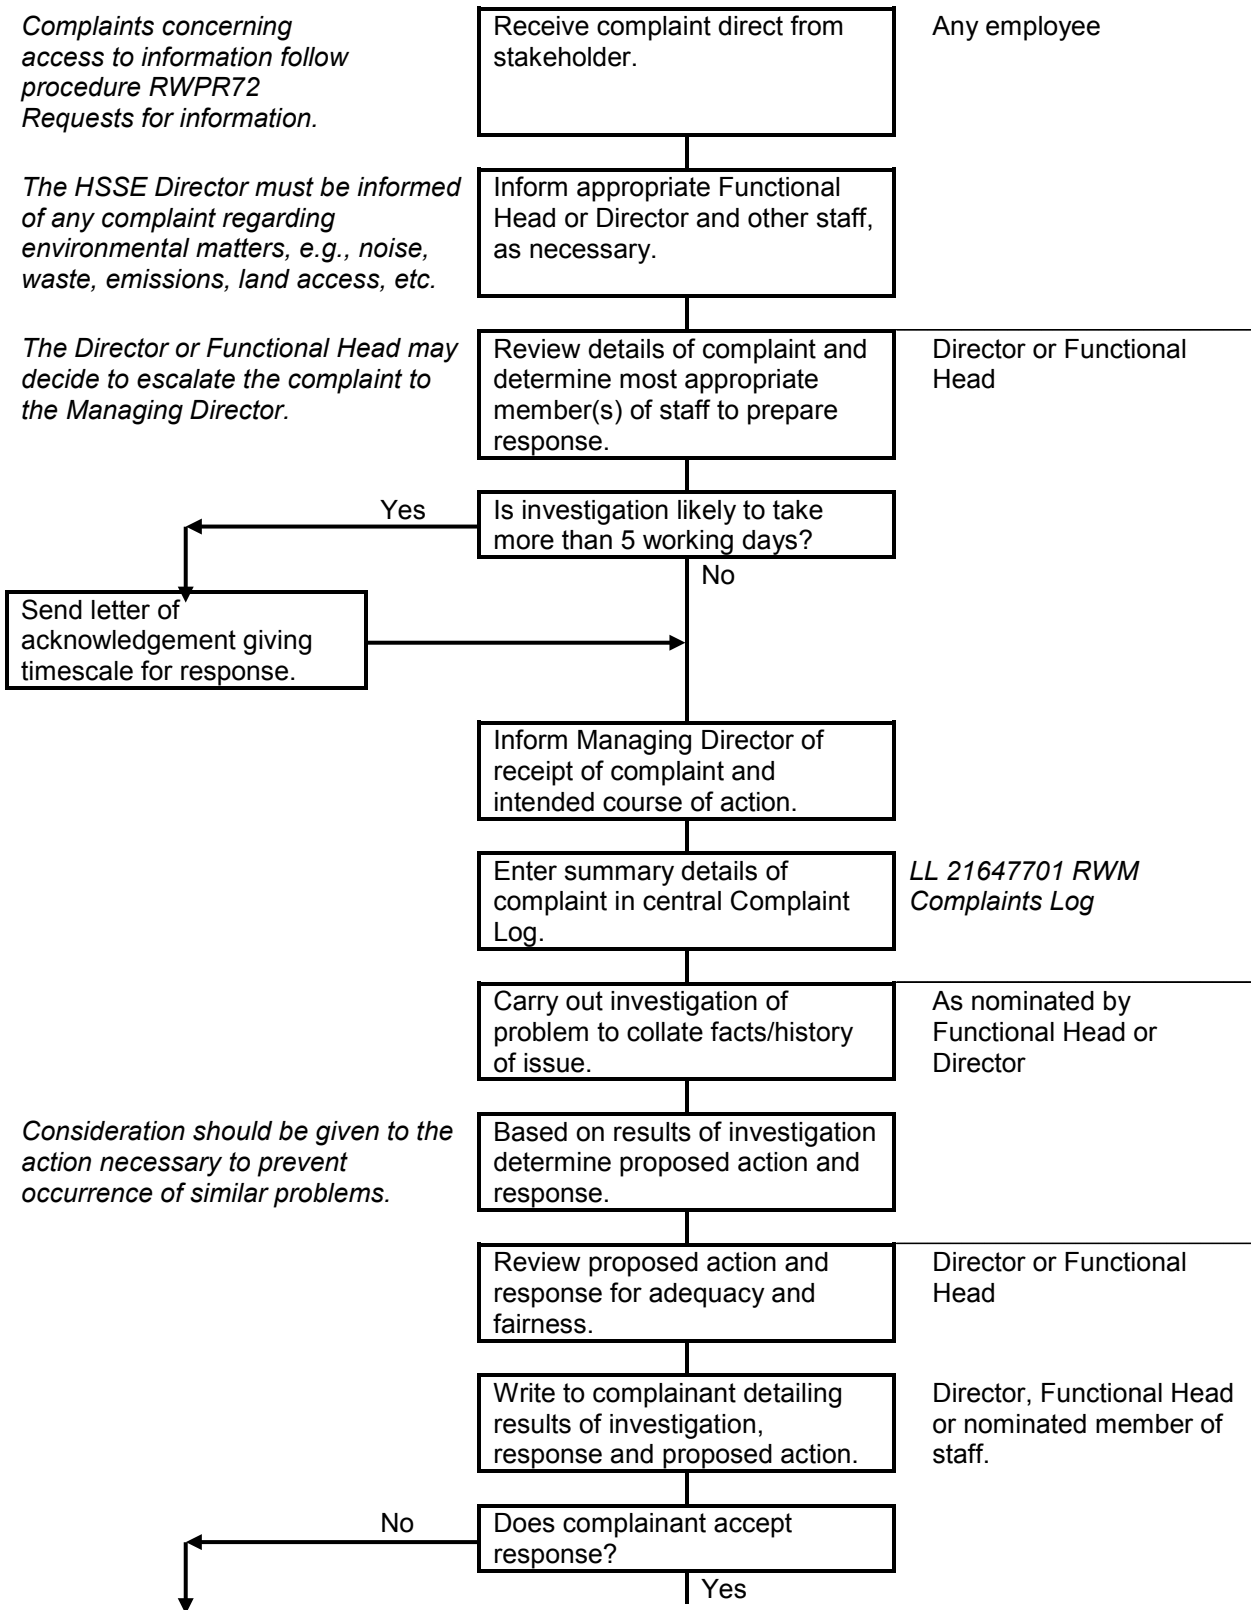 Complaints concerning
access to information follow
procedure RWPR72
Requests for information.
Receive complaint direct from
stakeholder.
Any employee
The HSSE Director must be informed
of any complaint regarding
environmental matters, e.g., noise,
waste, emissions, land access, etc.
Inform appropriate Functional
Head or Director and other staff,
as necessary.
The Director or Functional Head may
decide to escalate the complaint to
the Managing Director.
Review details of complaint and
determine most appropriate
member(s) of staff to prepare
response.
Director or Functional
Head
Is investigation likely to take
more than 5 working days?
Yes
No
Send letter of
acknowledgement giving
timescale for response.
Inform Managing Director of
receipt of complaint and
intended course of action.
Enter summary details of
complaint in central Complaint
Log.
LL 21647701 RWM
Complaints Log
Carry out investigation of
problem to collate facts/history
of issue.
As nominated by
Functional Head or
Director
Consideration should be given to the
action necessary to prevent
occurrence of similar problems.
Based on results of investigation
determine proposed action and
response.
Review proposed action and
response for adequacy and
fairness.
Director or Functional
Head
Write to complainant detailing
results of investigation,
response and proposed action.
Director, Functional Head
or nominated member of
staff.
Does complainant accept
response?
No
Yes